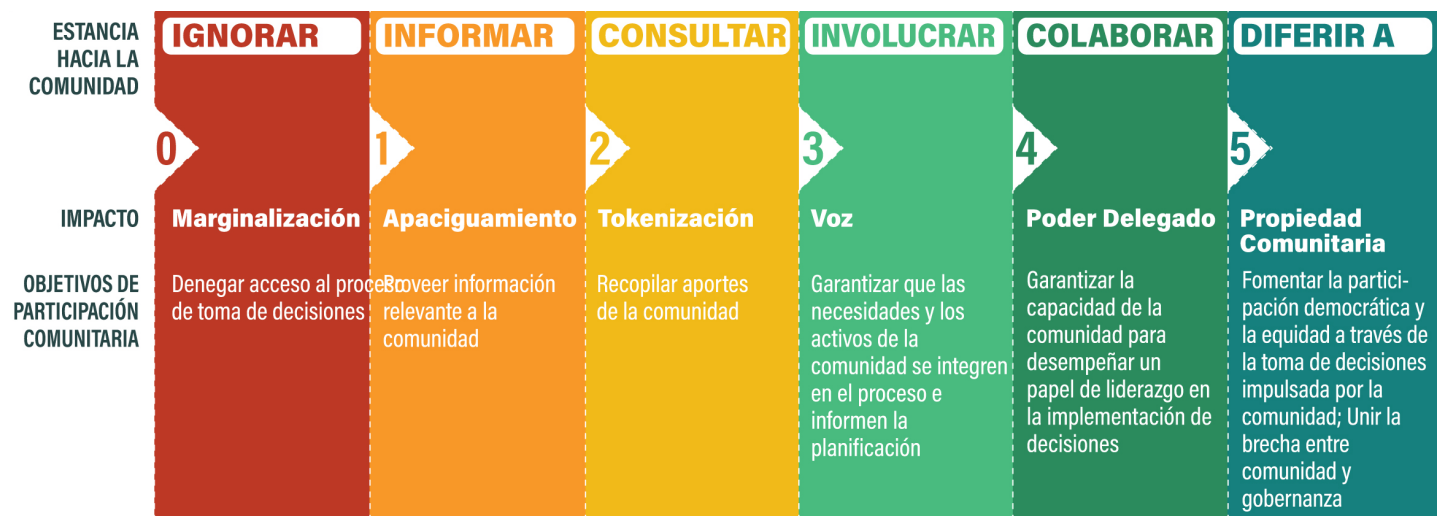 ESTANCIA
HACIA LA
COMUNIDAD
IGNORAR
INFORMAR
CONSULTAR
INVOLUCRAR
COLABORAR
DIFERIR A
0
1
2
3
4
5
IMPACTO
Marginalización
Apaciguamiento
Tokenización
Voz
Poder Delegado
Propiedad
Comunitaria
OBJETIVOS DE
PARTICIPACIÓN
COMUNITARIA
Denegar acceso al proceso
de toma de decisiones
Proveer información
relevante a la
comunidad
Recopilar aportes
de la comunidad
Garantizar que las
necesidades y los
activos de la
comunidad se integren
en el proceso e
informen la
planificación
Garantizar la
capacidad de la
comunidad para
desempeñar un
papel de liderazgo en
la implementación de
decisiones
Fomentar la partici-
pación democrática y
la equidad a través de
la toma de decisiones
impulsada por la
comunidad; Unir la
brecha entre
comunidad y
gobernanza